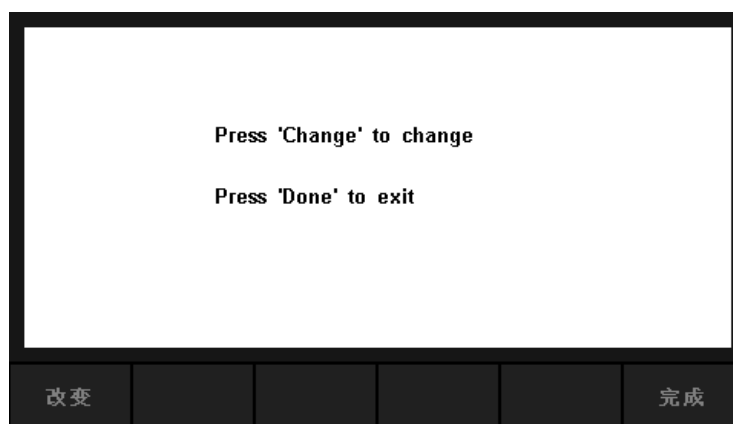 Press 'Change' to change
Press 'Done' to exit
改变 完成